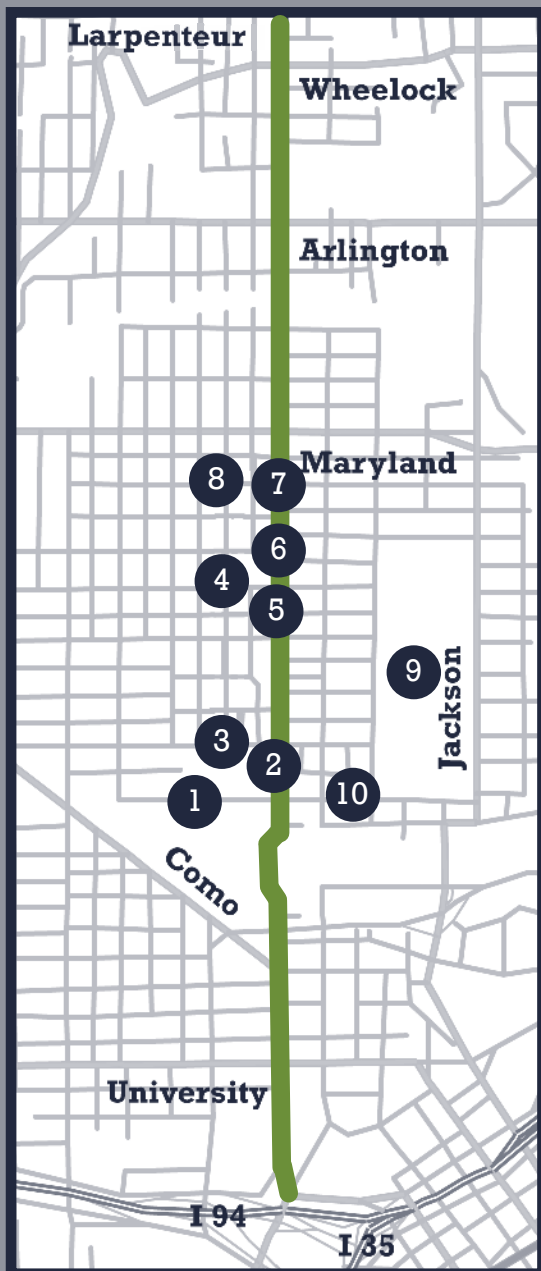 Larpenteur
Wheelock
Arlington
Maryland
8
7
6
4
5
9
Jackson
3
2
10
1
Como
University
I 94
I 35